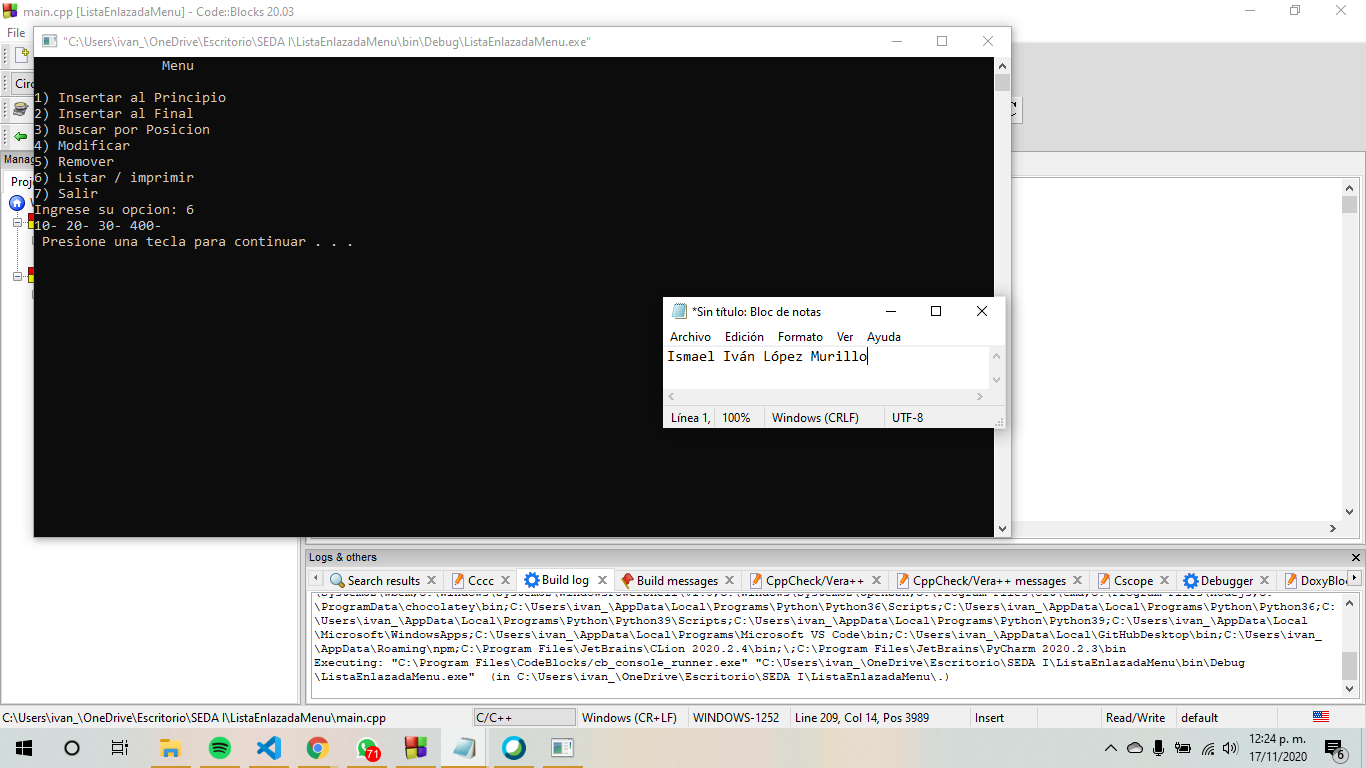 main.cpp [ListaEnlazadaMenu] - Code::Blocks 20.03
File
"C:\Users\ivan_\OneDrive\Escritorio\SEDA I\ListaEnlazadaMenu\bin\Debug\ListaEnlazadaMenu.exe"
Menu
1) Insertar al Principio
2) Insertar al Final
3) Buscar por Posicion
4) Modificar
5) Remover
6) Listar / imprimir
7) Salir
Ingrese su opcion: 6
10- 20- 30- 400-
Presione una tecla para continuar . . .
*Sin título: Bloc de notas
Archivo Edición Formato Ver Ayuda
Ismael Iván López Murillo
Línea 1, 100% Windows (CRLF) UTF-8
Logs & others
Search results Cccc Build log Build messages CppCheck/Vera++ CppCheck/Vera++ messages Cscope Debugger DoxyBlo
\ProgramData\chocolatey\bin;C:\Users\ivan_\AppData\Local\Programs\Python\Python36\Scripts;C:\Users\ivan_\AppData\Local\Programs\Python\Python36;C:
\Users\ivan_\AppData\Local\Programs\Python\Python39\Scripts;C:\Users\ivan_\AppData\Local\Programs\Python\Python39;C:\Users\ivan_\AppData\Local
\Microsoft\WindowsApps;C:\Users\ivan_\AppData\Local\Programs\Microsoft VS Code\bin;C:\Users\ivan_\AppData\Local\GitHubDesktop\bin;C:\Users\ivan_
\AppData\Roaming\npm;C:\Program Files\JetBrains\CLion 2020.2.4\bin;\;C:\Program Files\JetBrains\PyCharm 2020.2.3\bin
Executing: "C:\Program Files\CodeBlocks/cb_console_runner.exe" "C:\Users\ivan_\OneDrive\Escritorio\SEDA I\ListaEnlazadaMenu\bin\Debug
\ListaEnlazadaMenu.exe"  (in C:\Users\ivan_\OneDrive\Escritorio\SEDA I\ListaEnlazadaMenu\.)
C:\Users\ivan_\OneDrive\Escritorio\SEDA I\ListaEnlazadaMenu\main.cpp C/C++ Windows (CR+LF) WINDOWS-1252 Line 209, Col 14, Pos 3989 Insert Read/Write default
71
12:24 p. m.
17/11/2020
6